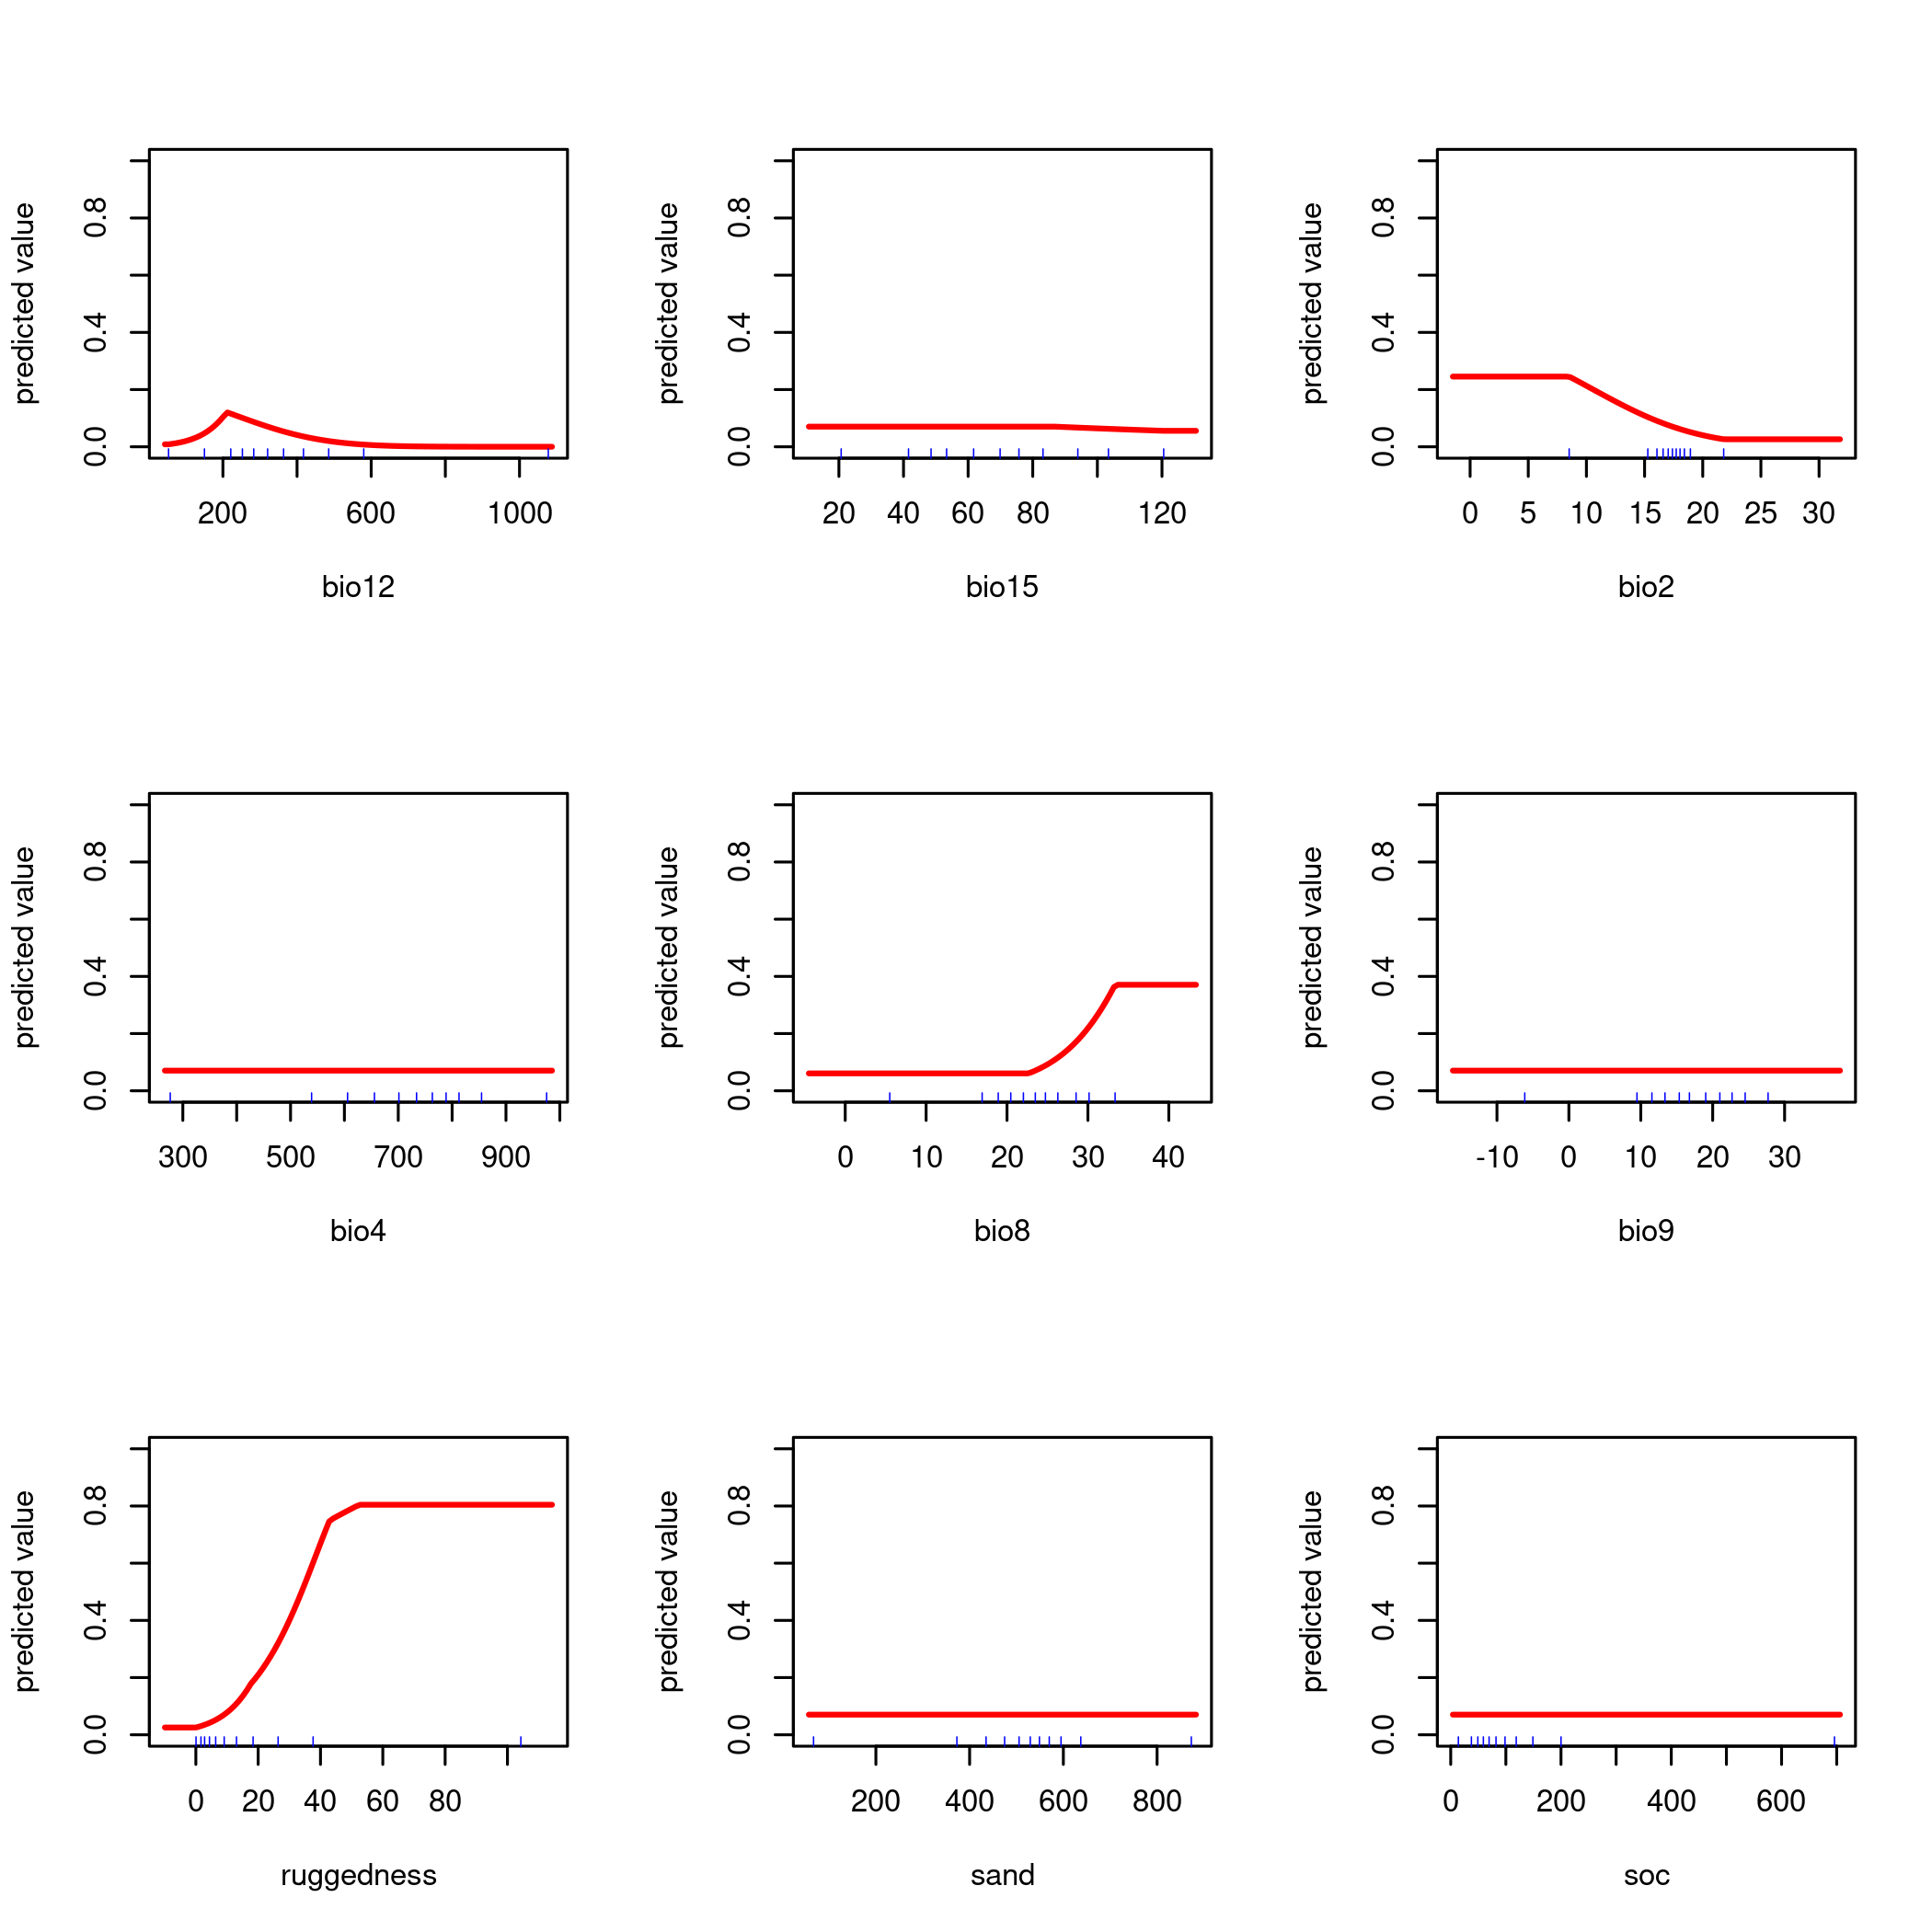 predicted value
0.0 0.4 0.8
200 600 1000
bio12
predicted value
0.0 0.4 0.8
20 40 60 80 120
bio15
predicted value
0.0 0.4 0.8
0 5 10 15 20 25 30
bio2
predicted value
0.0 0.4 0.8
300 500 700 900
bio4
predicted value
0.0 0.4 0.8
0 10 20 30 40
bio8
predicted value
0.0 0.4 0.8
-10 0 10 20 30
bio9
predicted value
0.0 0.4 0.8
0 20 40 60 80
ruggedness
predicted value
0.0 0.4 0.8
200 400 600 800
sand
predicted value
0.0 0.4 0.8
0 200 400 600
soc